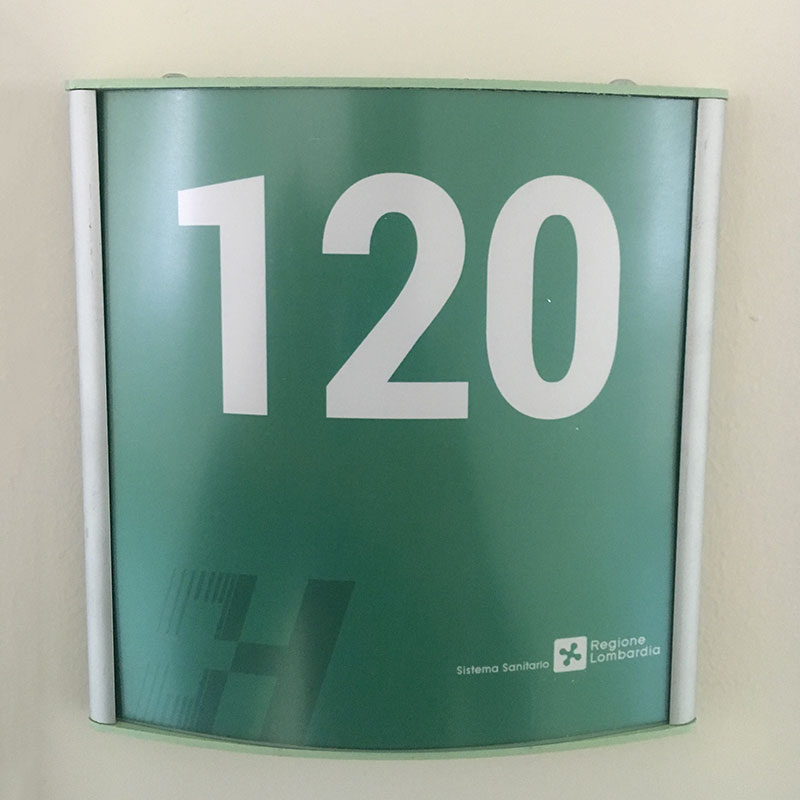 120
H
Sistema Sanitario
Regione
Lombardia